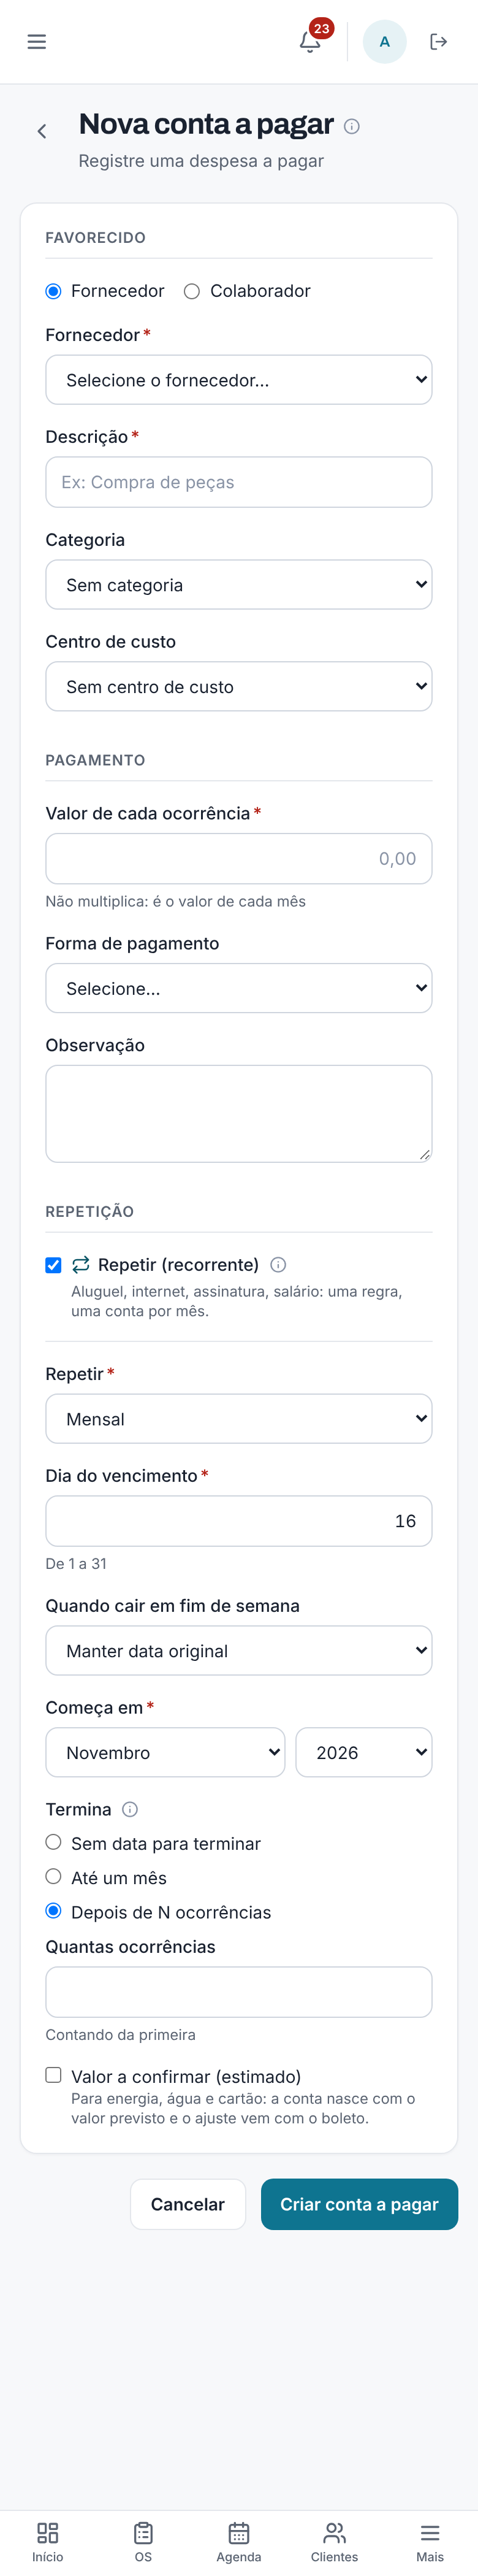 23
A
Nova conta a pagar
Registre uma despesa a pagar
FAVORECIDO
Fornecedor Colaborador
Fornecedor*
Selecione o fornecedor...
Descrição*
Ex: Compra de peças
Categoria
Sem categoria
Centro de custo
Sem centro de custo
PAGAMENTO
Valor de cada ocorrência*
0,00
Não multiplica: é o valor de cada mês
Forma de pagamento
Selecione...
Observação
REPETIÇÃO
Repetir (recorrente)
Aluguel, internet, assinatura, salário: uma regra,
uma conta por mês.
Repetir*
Mensal
Dia do vencimento*
16
De 1 a 31
Quando cair em fim de semana
Manter data original
Começa em*
Novembro 2026
Termina
Sem data para terminar
Até um mês
Depois de N ocorrências
Quantas ocorrências
Contando da primeira
Valor a confirmar (estimado)
Para energia, água e cartão: a conta nasce com o
valor previsto e o ajuste vem com o boleto.
Cancelar Criar conta a pagar
Início OS Agenda Clientes Mais